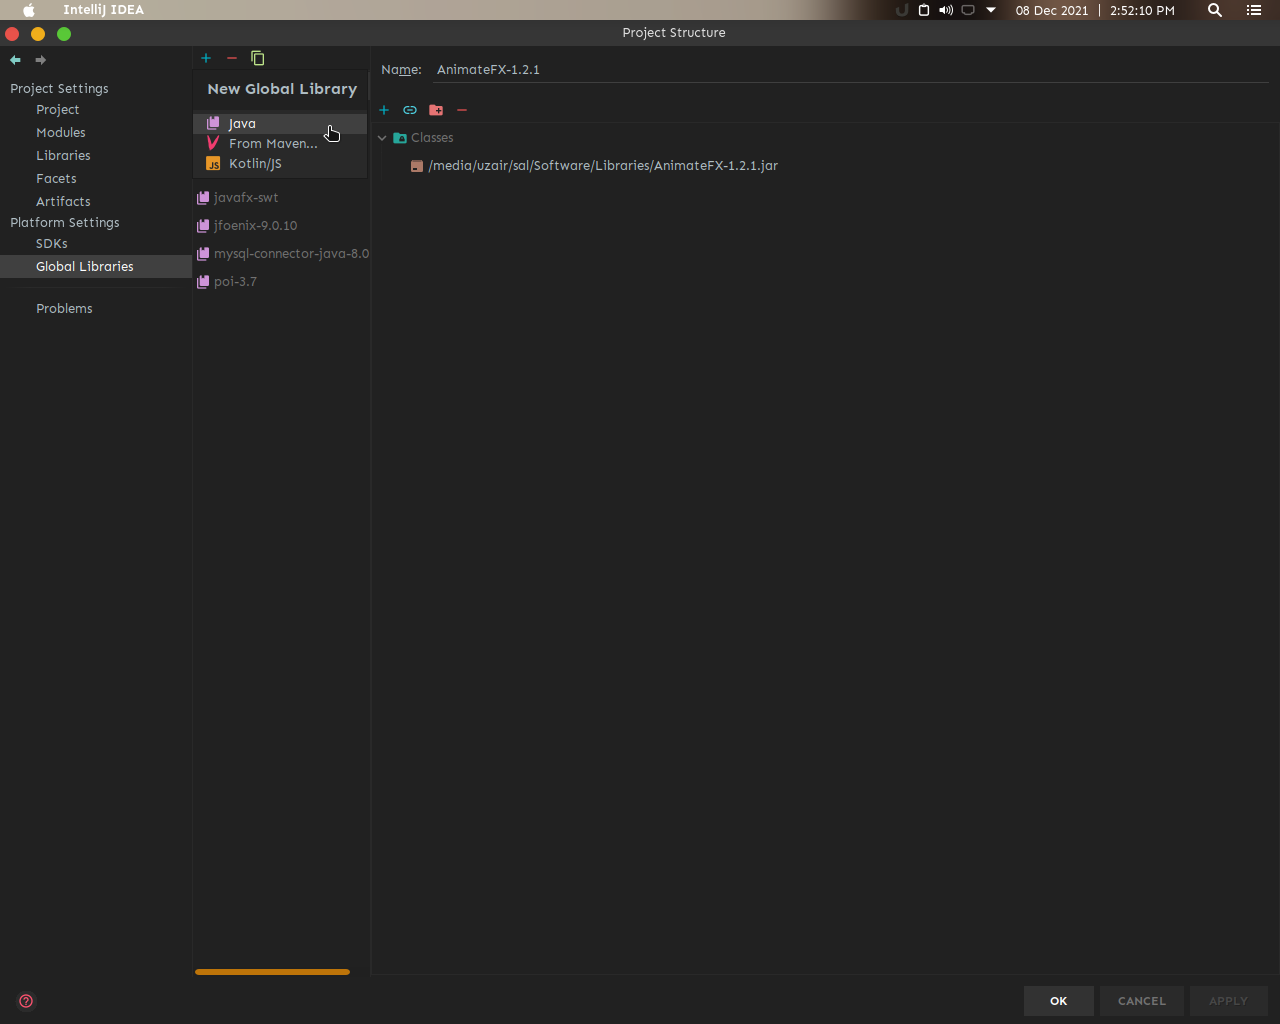 IntelliJ IDEA
08 Dec 2021 | 2:52:10 PM
Project Structure
Project Settings
Project
Modules
Libraries
Facets
Artifacts
Platform Settings
SDKs
Global Libraries
Problems
New Global Library
Java
From Maven...
JS Kotlin/JS
javafx-swt
jfoenix-9.0.10
mysql-connector-java-8.0
poi-3.7
Name: AnimateFX-1.2.1
Classes
/media/uzair/sal/Software/Libraries/AnimateFX-1.2.1.jar
?
OK
CANCEL
APPLY